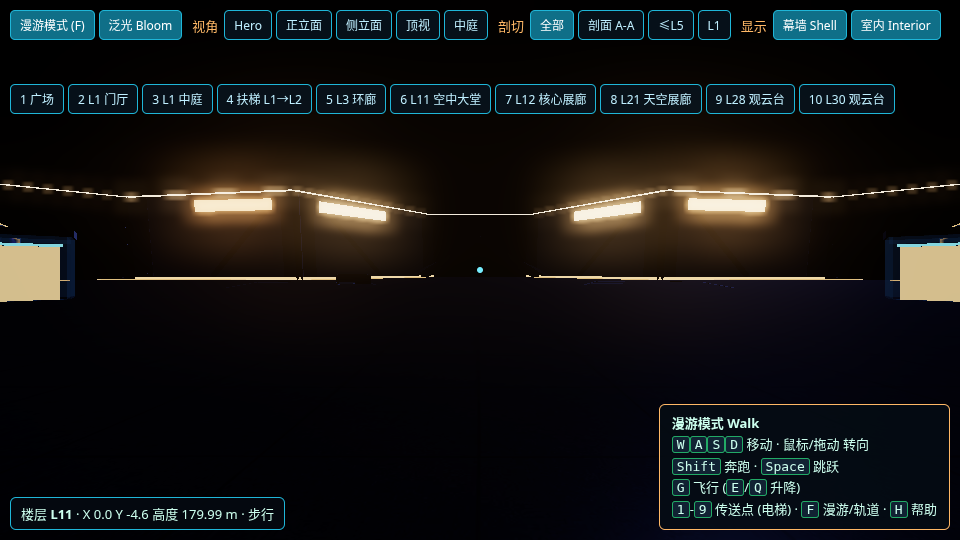 漫游模式 (F) 泛光 Bloom 视角 Hero 正立面 侧立面 顶视 中庭 剖切 全部 剖面 A-A ≤L5 L1 显示 幕墙 Shell 室内 Interior
1 广场 2 L1 门厅 3 L1 中庭 4 扶梯 L1→L2 5 L3 环廊 6 L11 空中大堂 7 L12 核心展廊 8 L21 天空展廊 9 L28 观云台 10 L30 观云台
漫游模式 Walk
W A S D 移动 · 鼠标/拖动 转向
Shift 奔跑 · Space 跳跃
G 飞行 (E/Q 升降)
1-9 传送点 (电梯) · F 漫游/轨道 · H 帮助
楼层 L11 · X 0.0 Y -4.6 高度 179.99 m · 步行